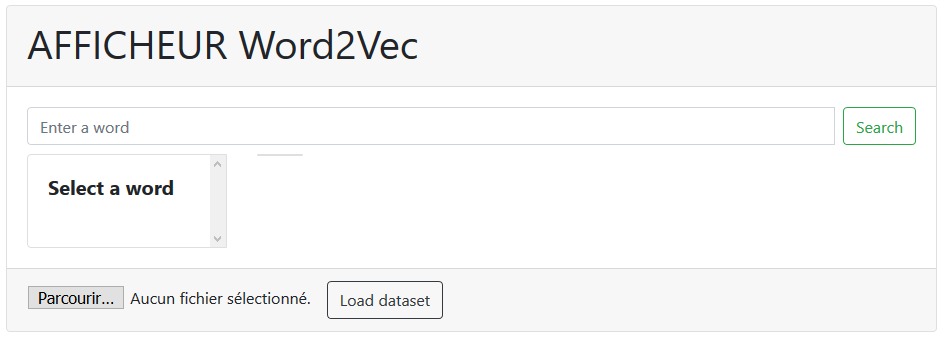 AFFICHEUR Word2Vec
Enter a word
Search
Select a word
Parcourir... Aucun fichier sélectionné. Load dataset